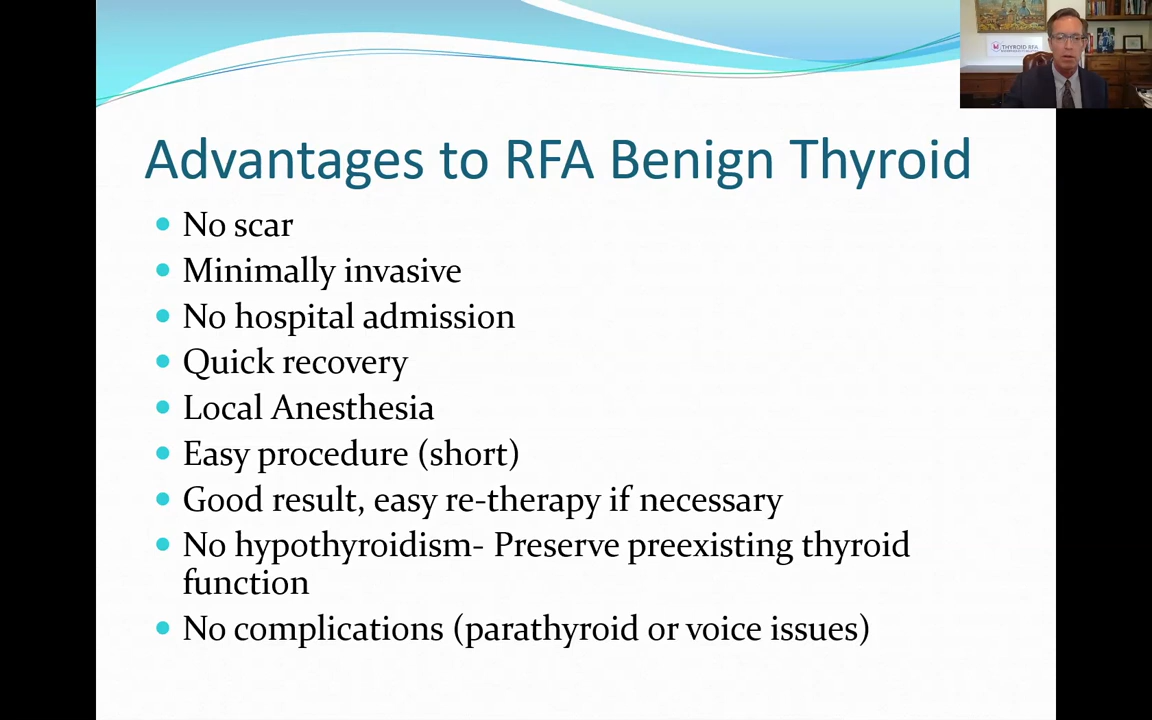 THYROID RFA
Advantages to RFA Benign Thyroid
No scar
Minimally invasive
No hospital admission
Quick recovery
Local Anesthesia
Easy procedure (short)
Good result, easy re-therapy if necessary
No hypothyroidism- Preserve preexisting thyroid
function
No complications (parathyroid or voice issues)